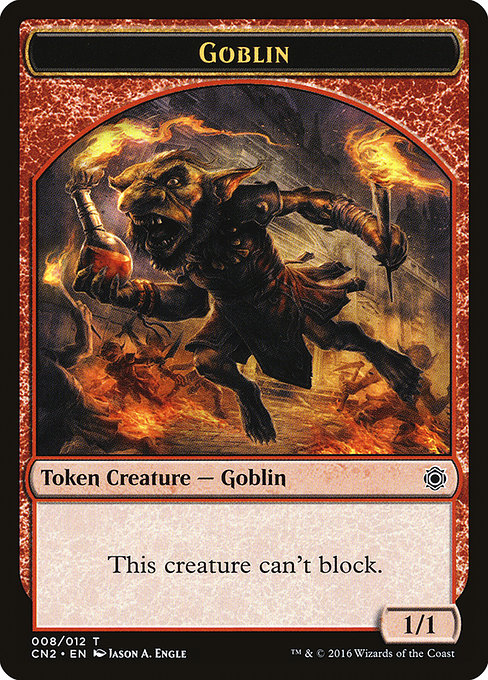 Goblin
Token Creature — Goblin
This creature can't block.
1/1
008/012 T
CN2 • EN Jason A. Engle
™ & © 2016 Wizards of the Coast